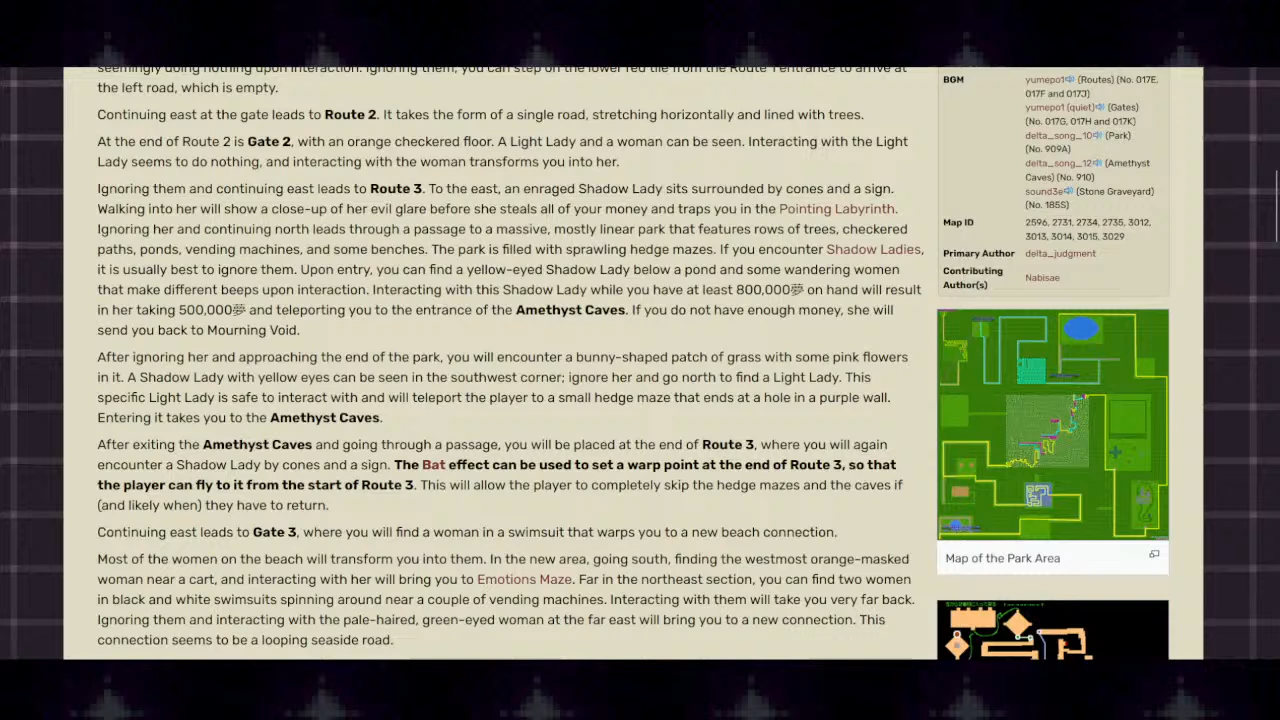 seemingly doing nothing upon interaction. Ignoring them, you can step on the lower red tile from the Route 1 entrance to arrive at
the left road, which is empty.
Continuing east at the gate leads to Route 2. It takes the form of a single road, stretching horizontally and lined with trees.
At the end of Route 2 is Gate 2, with an orange checkered floor. A Light Lady and a woman can be seen. Interacting with the Light
Lady seems to do nothing, and interacting with the woman transforms you into her.
Ignoring them and continuing east leads to Route 3. To the east, an enraged Shadow Lady sits surrounded by cones and a sign.
Walking into her will show a close-up of her evil glare before she steals all of your money and traps you in the Pointing Labyrinth.
Ignoring her and continuing north leads through a passage to a massive, mostly linear park that features rows of trees, checkered
paths, ponds, vending machines, and some benches. The park is filled with sprawling hedge mazes. If you encounter Shadow Ladies,
it is usually best to ignore them. Upon entry, you can find a yellow-eyed Shadow Lady below a pond and some wandering women
that make different beeps upon interaction. Interacting with this Shadow Lady while you have at least 800,000夢 on hand will result
in her taking 500,000夢 and teleporting you to the entrance of the Amethyst Caves. If you do not have enough money, she will
send you back to Mourning Void.
After ignoring her and approaching the end of the park, you will encounter a bunny-shaped patch of grass with some pink flowers
in it. A Shadow Lady with yellow eyes can be seen in the southwest corner; ignore her and go north to find a Light Lady. This
specific Light Lady is safe to interact with and will teleport the player to a small hedge maze that ends at a hole in a purple wall.
Entering it takes you to the Amethyst Caves.
After exiting the Amethyst Caves and going through a passage, you will be placed at the end of Route 3, where you will again
encounter a Shadow Lady by cones and a sign. The Bat effect can be used to set a warp point at the end of Route 3, so that
the player can fly to it from the start of Route 3. This will allow the player to completely skip the hedge mazes and the caves if
(and likely when) they have to return.
Continuing east leads to Gate 3, where you will find a woman in a swimsuit that warps you to a new beach connection.
Most of the women on the beach will transform you into them. In the new area, going south, finding the westmost orange-masked
woman near a cart, and interacting with her will bring you to Emotions Maze. Far in the northeast section, you can find two women
in black and white swimsuits spinning around near a couple of vending machines. Interacting with them will take you very far back.
Ignoring them and interacting with the pale-haired, green-eyed woman at the far east will bring you to a new connection. This
connection seems to be a looping seaside road.
BGM
yumepo1 (Routes) (No. 017E,
017F and 017J)
yumepo1 (quiet) (Gates)
(No. 017G, 017H and 017K)
delta_song_10 (Park)
(No. 909A)
delta_song_12 (Amethyst
Caves) (No. 910)
sound3e (Stone Graveyard)
(No. 185S)
Map ID
2596, 2731, 2734, 2735, 3012,
3013, 3014, 3015, 3029
Primary Author
delta_judgment
Contributing
Author(s)
Nabisae
Map of the Park Area